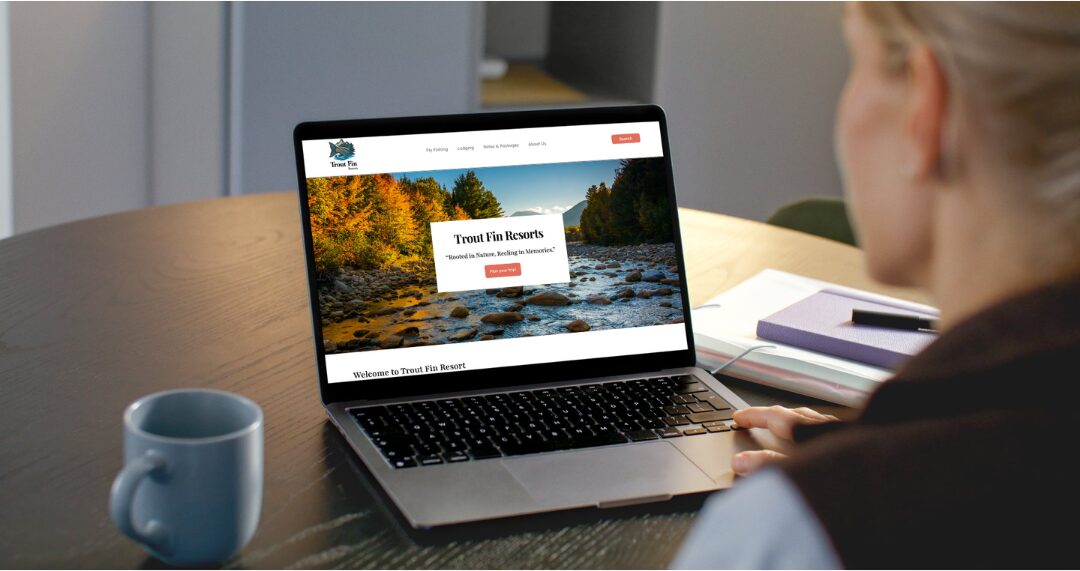 Trout Fin
Resorts
Fly Fishing
Lodging
Rates & Packages
About Us
Search
Trout Fin Resorts
"Rooted in Nature, Reeling in Memories."
Plan your trip!
Welcome to Trout Fin Resort